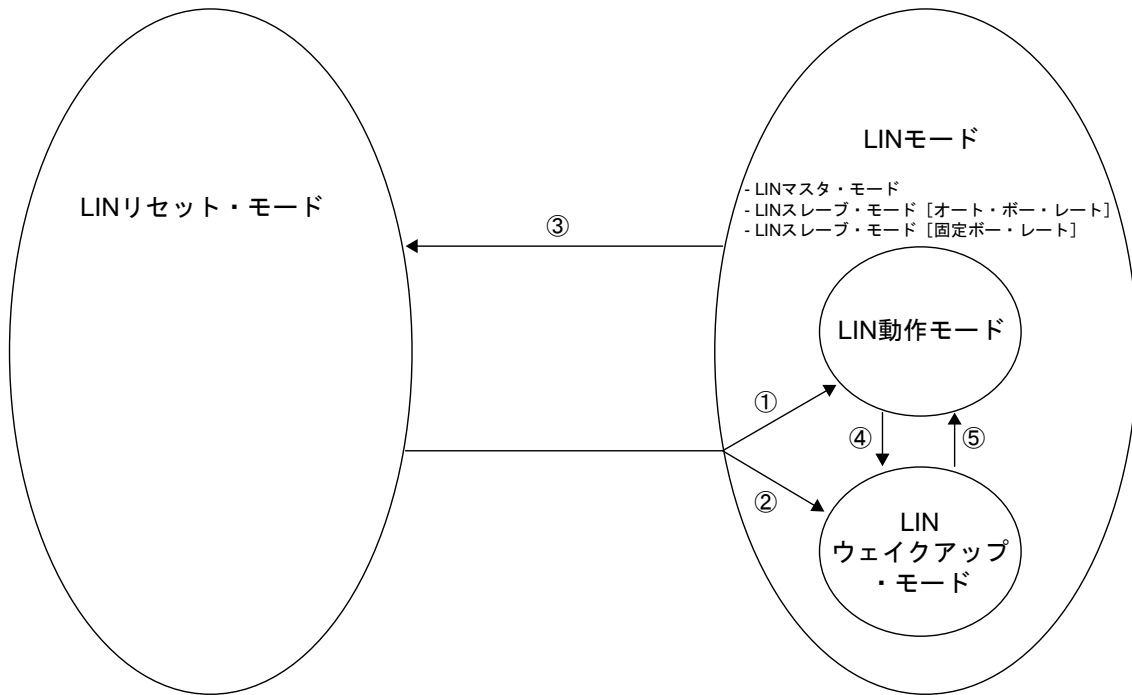 LINリセット・モード
LINモード
- LINマスタ・モード
- LINスレーブ・モード［オート・ボー・レート］
- LINスレーブ・モード［固定ボー・レート］
③
LIN動作モード
①
④
⑤
②
LIN
ウェイクアップ
・モード